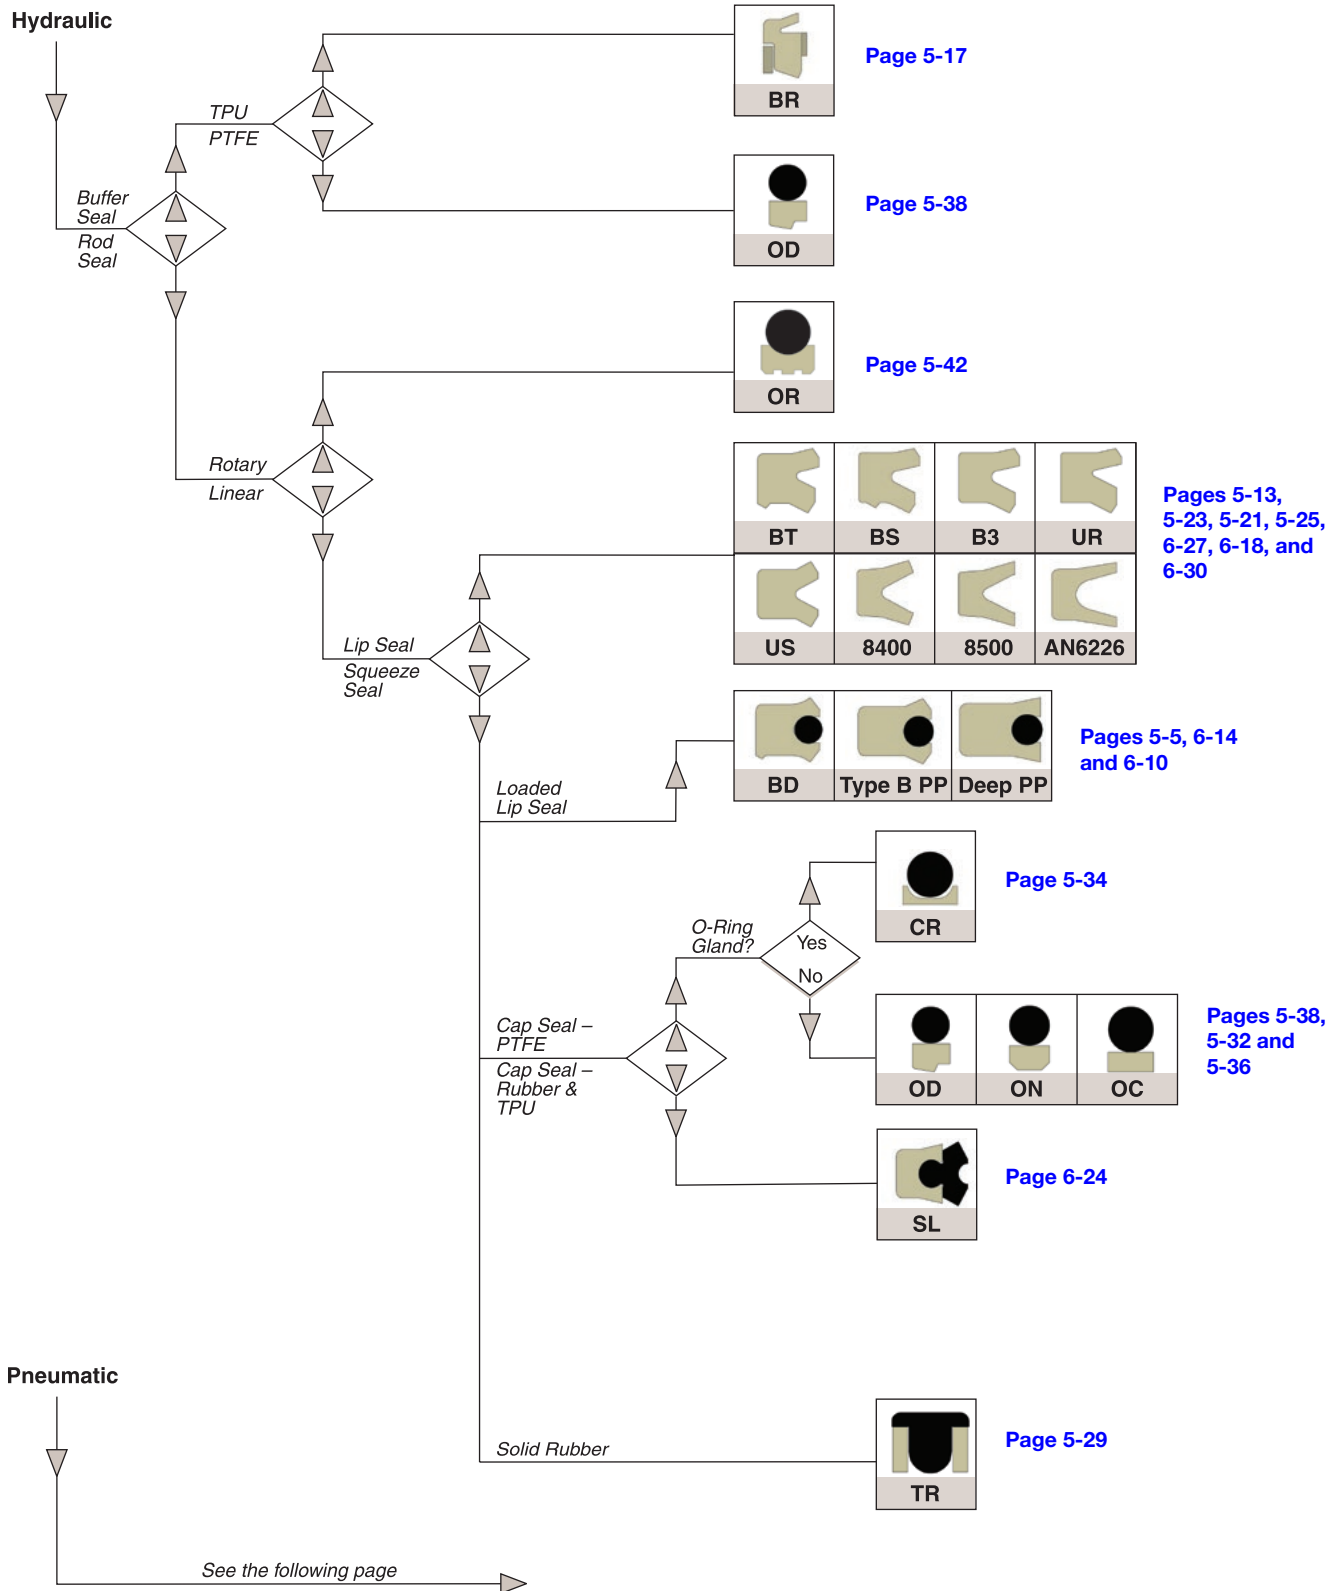 Hydraulic
Page 5-17
BR
TPU
PTFE
Page 5-38
OD
Buffer
Seal
Rod
Seal
Page 5-42
OR
Rotary
Linear
BT BS B3 UR
US 8400 8500 AN6226
Pages 5-13,
5-23, 5-21, 5-25,
6-27, 6-18, and
6-30
Lip Seal
Squeeze
Seal
BD Type B PP Deep PP
Pages 5-5, 6-14
and 6-10
Loaded
Lip Seal
CR
Page 5-34
O-Ring
Gland?
Yes
No
OD ON OC
Pages 5-38,
5-32 and
5-36
Cap Seal –
PTFE
Cap Seal –
Rubber &
TPU
SL
Page 6-24
Pneumatic
Solid Rubber
TR
Page 5-29
See the following page